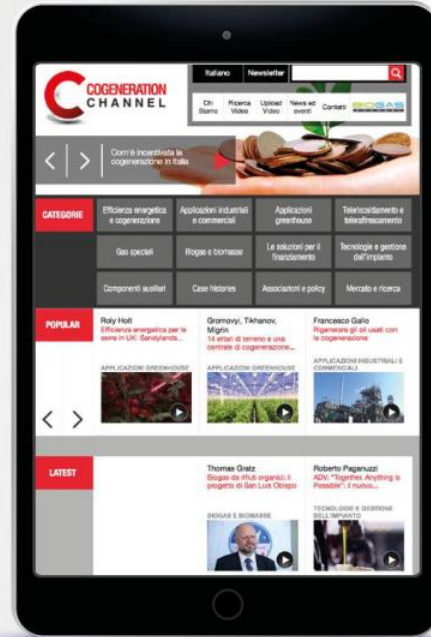 Italiano Newsletter
COGENERATION
CHANNEL
Chi Siamo
Ricerca Video
Upload Video
News ed eventi
Contatti
BIOGAS
Com'è incentivata la
cogenerazione in Italia
CATEGORIE
Efficienza energetica
e cogenerazione
Applicazioni industriali
e commerciali
Applicazioni
greenhouse
Teleriscaldamento e
teleraffrescamento
Gas speciali
Biogas e biomasse
Le soluzioni per il
finanziamento
Tecnologie e gestione
dell'impianto
Componenti ausiliari
Case histories
Associazioni e policy
Mercato e ricerca
POPULAR
Roly Holt
Efficienza energetica per le
serre in UK: Sandylands...
APPLICAZIONI GREENHOUSE
Gromovyi, Tikhanov,
Migrin
14 ettari di terreno e una
centrale di cogenerazione...
APPLICAZIONI GREENHOUSE
Francesco Gallo
Rigenerare gli oli usati con
la cogenerazione
APPLICAZIONI INDUSTRIALI E
COMMERCIALI
LATEST
Thomas Gratz
Biogas da rifiuti organici: il
progetto di San Luis Obispo
BIOGAS E BIOMASSE
Roberto Paganuzzi
ADV: "Together, Anything is
Possible": il nuovo...
TECNOLOGIE E GESTIONE
DELL'IMPIANTO